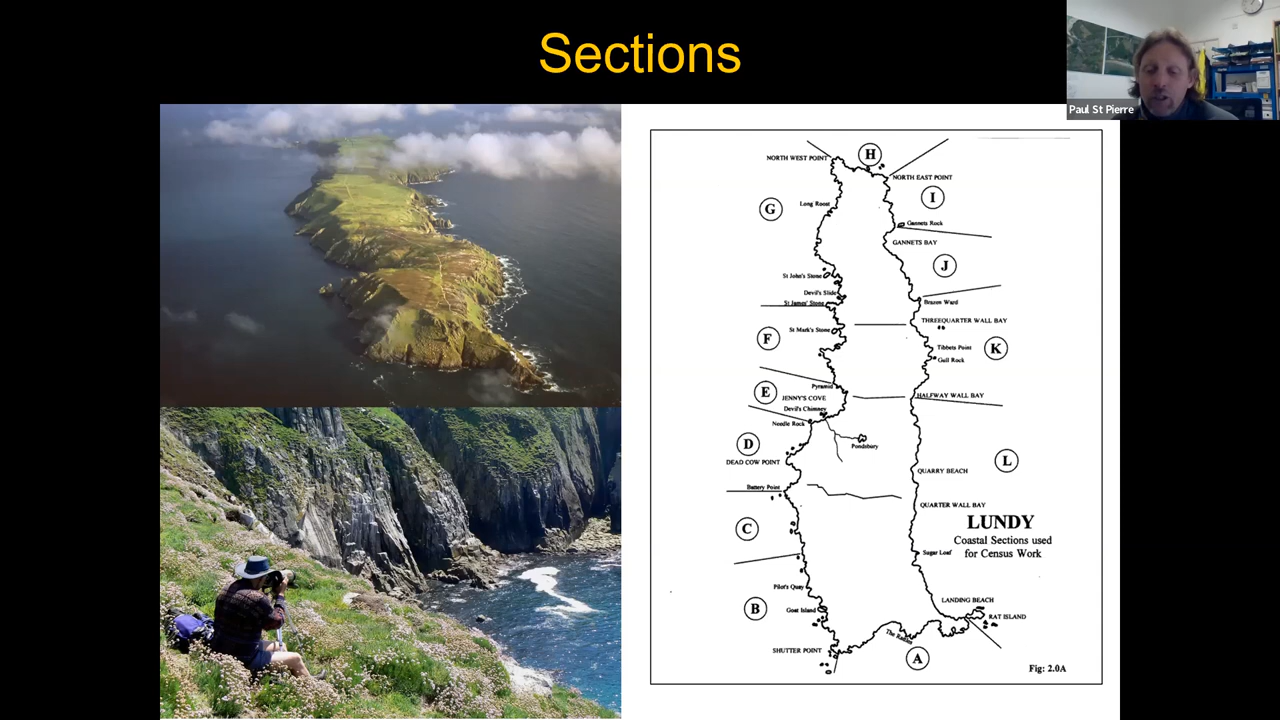 Sections
Paul St Pierre
H
NORTH WEST POINT
NORTH EAST POINT
I
G
Long Roost
Gannets Rock
GANNETS BAY
J
St John's Stone
Devil's Slide
St James' Stone
Brazen Ward
THREEQUARTER WALL BAY
St Mark's Stone
F
Tibbets Point
K
Gull Rock
Pyramid
E
JENNY'S COVE
HALFWAY WALL BAY
Devil's Chimney
Needle Rock
D
Pondsbury
DEAD COW POINT
L
QUARRY BEACH
Battery Point
QUARTER WALL BAY
C
LUNDY
Coastal Sections used
for Census Work
Sugar Loaf
Pilot's Quay
LANDING BEACH
B
Goat Island
RAT ISLAND
The Rattles
SHUTTER POINT
A
Fig: 2.0A